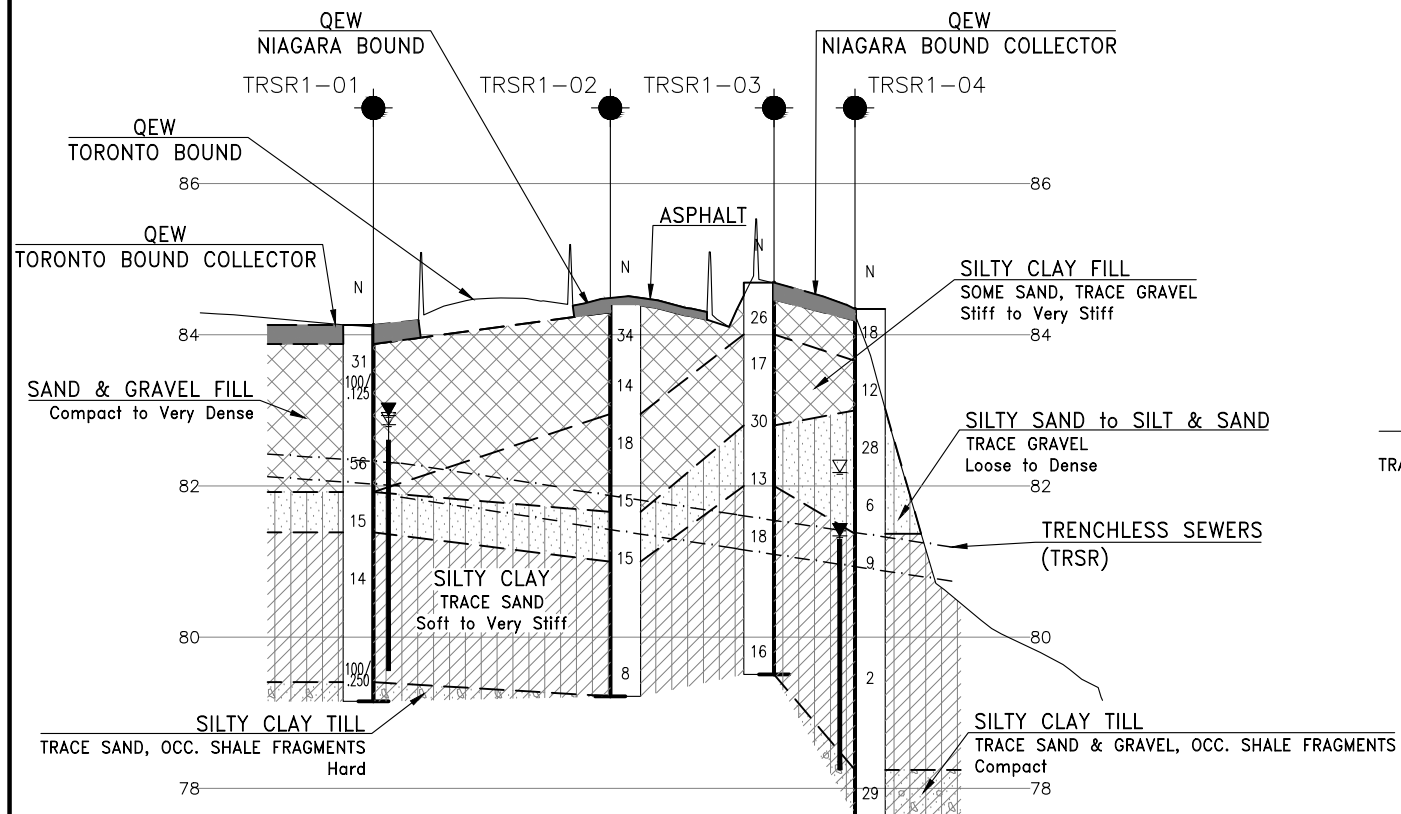 QEW
NIAGARA BOUND
QEW
NIAGARA BOUND COLLECTOR
TRSR1-01
TRSR1-02
TRSR1-03
TRSR1-04
QEW
TORONTO BOUND
86
86
ASPHALT
QEW
TORONTO BOUND COLLECTOR
N
N
N
N
SILTY CLAY FILL
SOME SAND, TRACE GRAVEL
Stiff to Very Stiff
84
84
31
100/
.125
56
15
14
100/
.250
34
14
18
15
15
8
26
17
30
13
18
16
18
12
28
6
9
2
29
SAND & GRAVEL FILL
Compact to Very Dense
SILTY SAND to SILT & SAND
TRACE GRAVEL
Loose to Dense
TRA
82
82
TRENCHLESS SEWERS
(TRSR)
SILTY CLAY
TRACE SAND
Soft to Very Stiff
80
80
SILTY CLAY TILL
TRACE SAND, OCC. SHALE FRAGMENTS
Hard
SILTY CLAY TILL
TRACE SAND & GRAVEL, OCC. SHALE FRAGMENTS
Compact
78
78